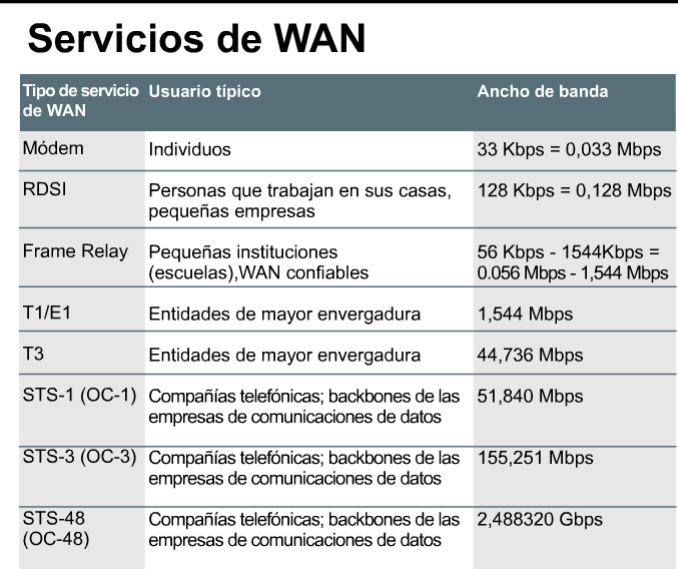 Servicios de WAN
Tipo de servicio de WAN Usuario típico Ancho de banda
Módem Individuos 33 Kbps = 0,033 Mbps
RDSI Personas que trabajan en sus casas, pequeñas empresas 128 Kbps = 0,128 Mbps
Frame Relay Pequeñas instituciones (escuelas),WAN confiables 56 Kbps - 1544Kbps = 0.056 Mbps - 1,544 Mbps
T1/E1 Entidades de mayor envergadura 1,544 Mbps
T3 Entidades de mayor envergadura 44,736 Mbps
STS-1 (OC-1) Compañías telefónicas; backbones de las empresas de comunicaciones de datos 51,840 Mbps
STS-3 (OC-3) Compañías telefónicas; backbones de las empresas de comunicaciones de datos 155,251 Mbps
STS-48 (OC-48) Compañías telefónicas; backbones de las empresas de comunicaciones de datos 2,488320 Gbps